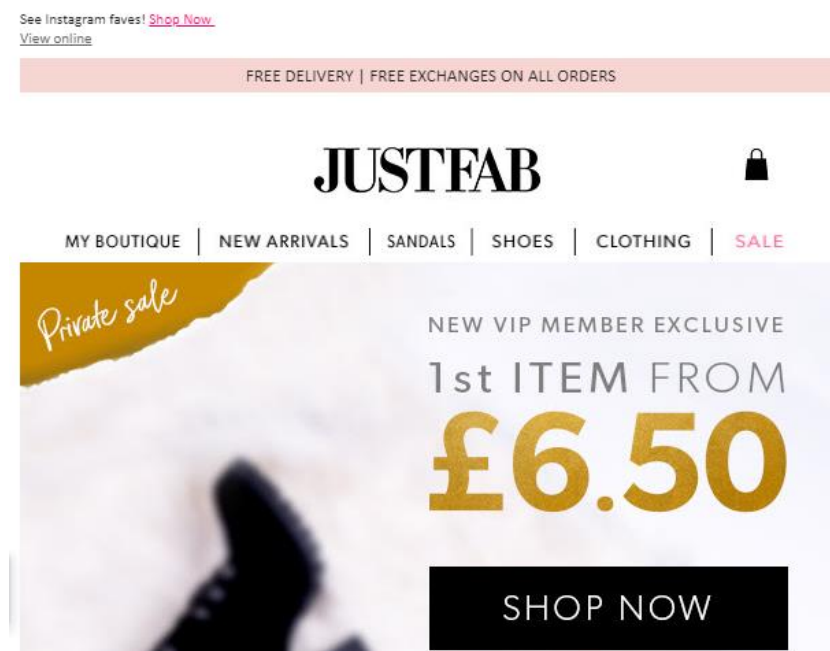 See Instagram faves! Shop Now
View online
FREE DELIVERY | FREE EXCHANGES ON ALL ORDERS
JUSTFAB
MY BOUTIQUE | NEW ARRIVALS | SANDALS | SHOES | CLOTHING | SALE
Private sale
NEW VIP MEMBER EXCLUSIVE
1st ITEM FROM
£6.50
SHOP NOW